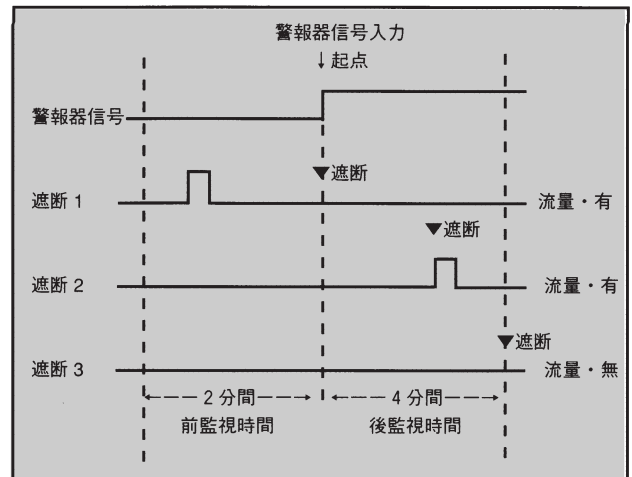 警報器信号入力
↓起点
警報器信号
▼遮断
遮断 1
流量・有
▼遮断
遮断 2
流量・有
▼遮断
遮断 3
流量・無
←−−− 2 分間−−−→ ←−−− 4 分間−−−→
前監視時間 後監視時間